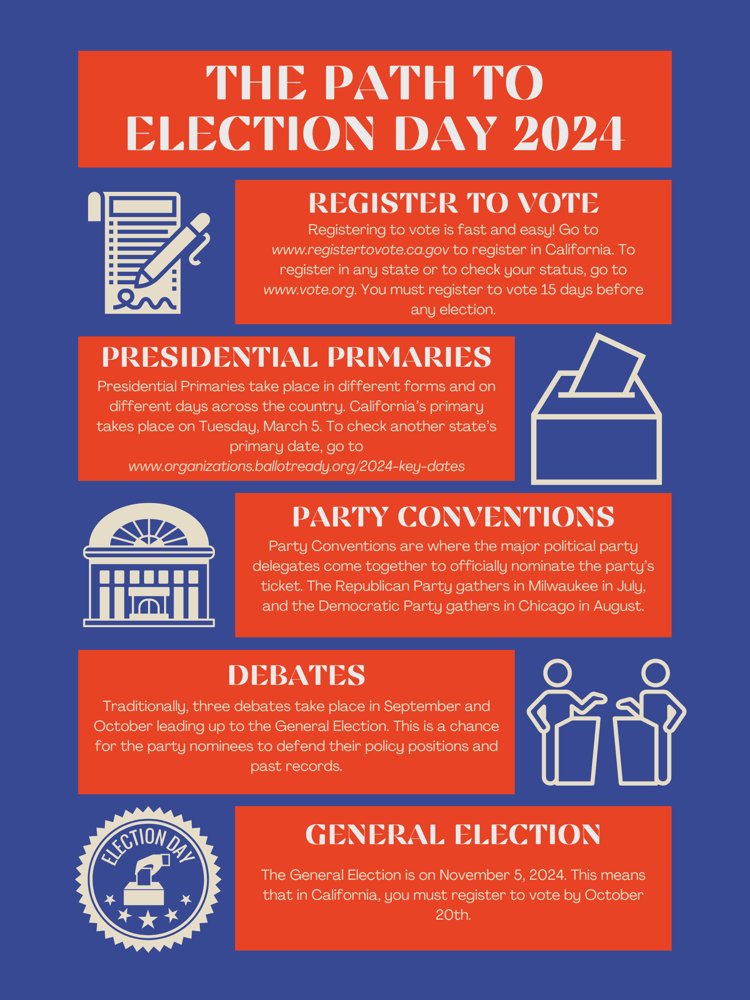 THE PATH TO
ELECTION DAY 2024
REGISTER TO VOTE
Registering to vote is fast and easy! Go to
www.registertovote.ca.gov to register in California. To
register in any state or to check your status, go to
www.vote.org. You must register to vote 15 days before
any election.
PRESIDENTIAL PRIMARIES
Presidential Primaries take place in different forms and on
different days across the country. California's primary
takes place on Tuesday, March 5. To check another state's
primary date, go to
www.organizations.ballotready.org/2024-key-dates
PARTY CONVENTIONS
Party Conventions are where the major political party
delegates come together to officially nominate the party's
ticket. The Republican Party gathers in Milwaukee in July,
and the Democratic Party gathers in Chicago in August.
DEBATES
Traditionally, three debates take place in September and
October leading up to the General Election. This is a chance
for the party nominees to defend their policy positions and
past records.
ELECTION DAY
GENERAL ELECTION
The General Election is on November 5, 2024. This means
that in California, you must register to vote by October
20th.